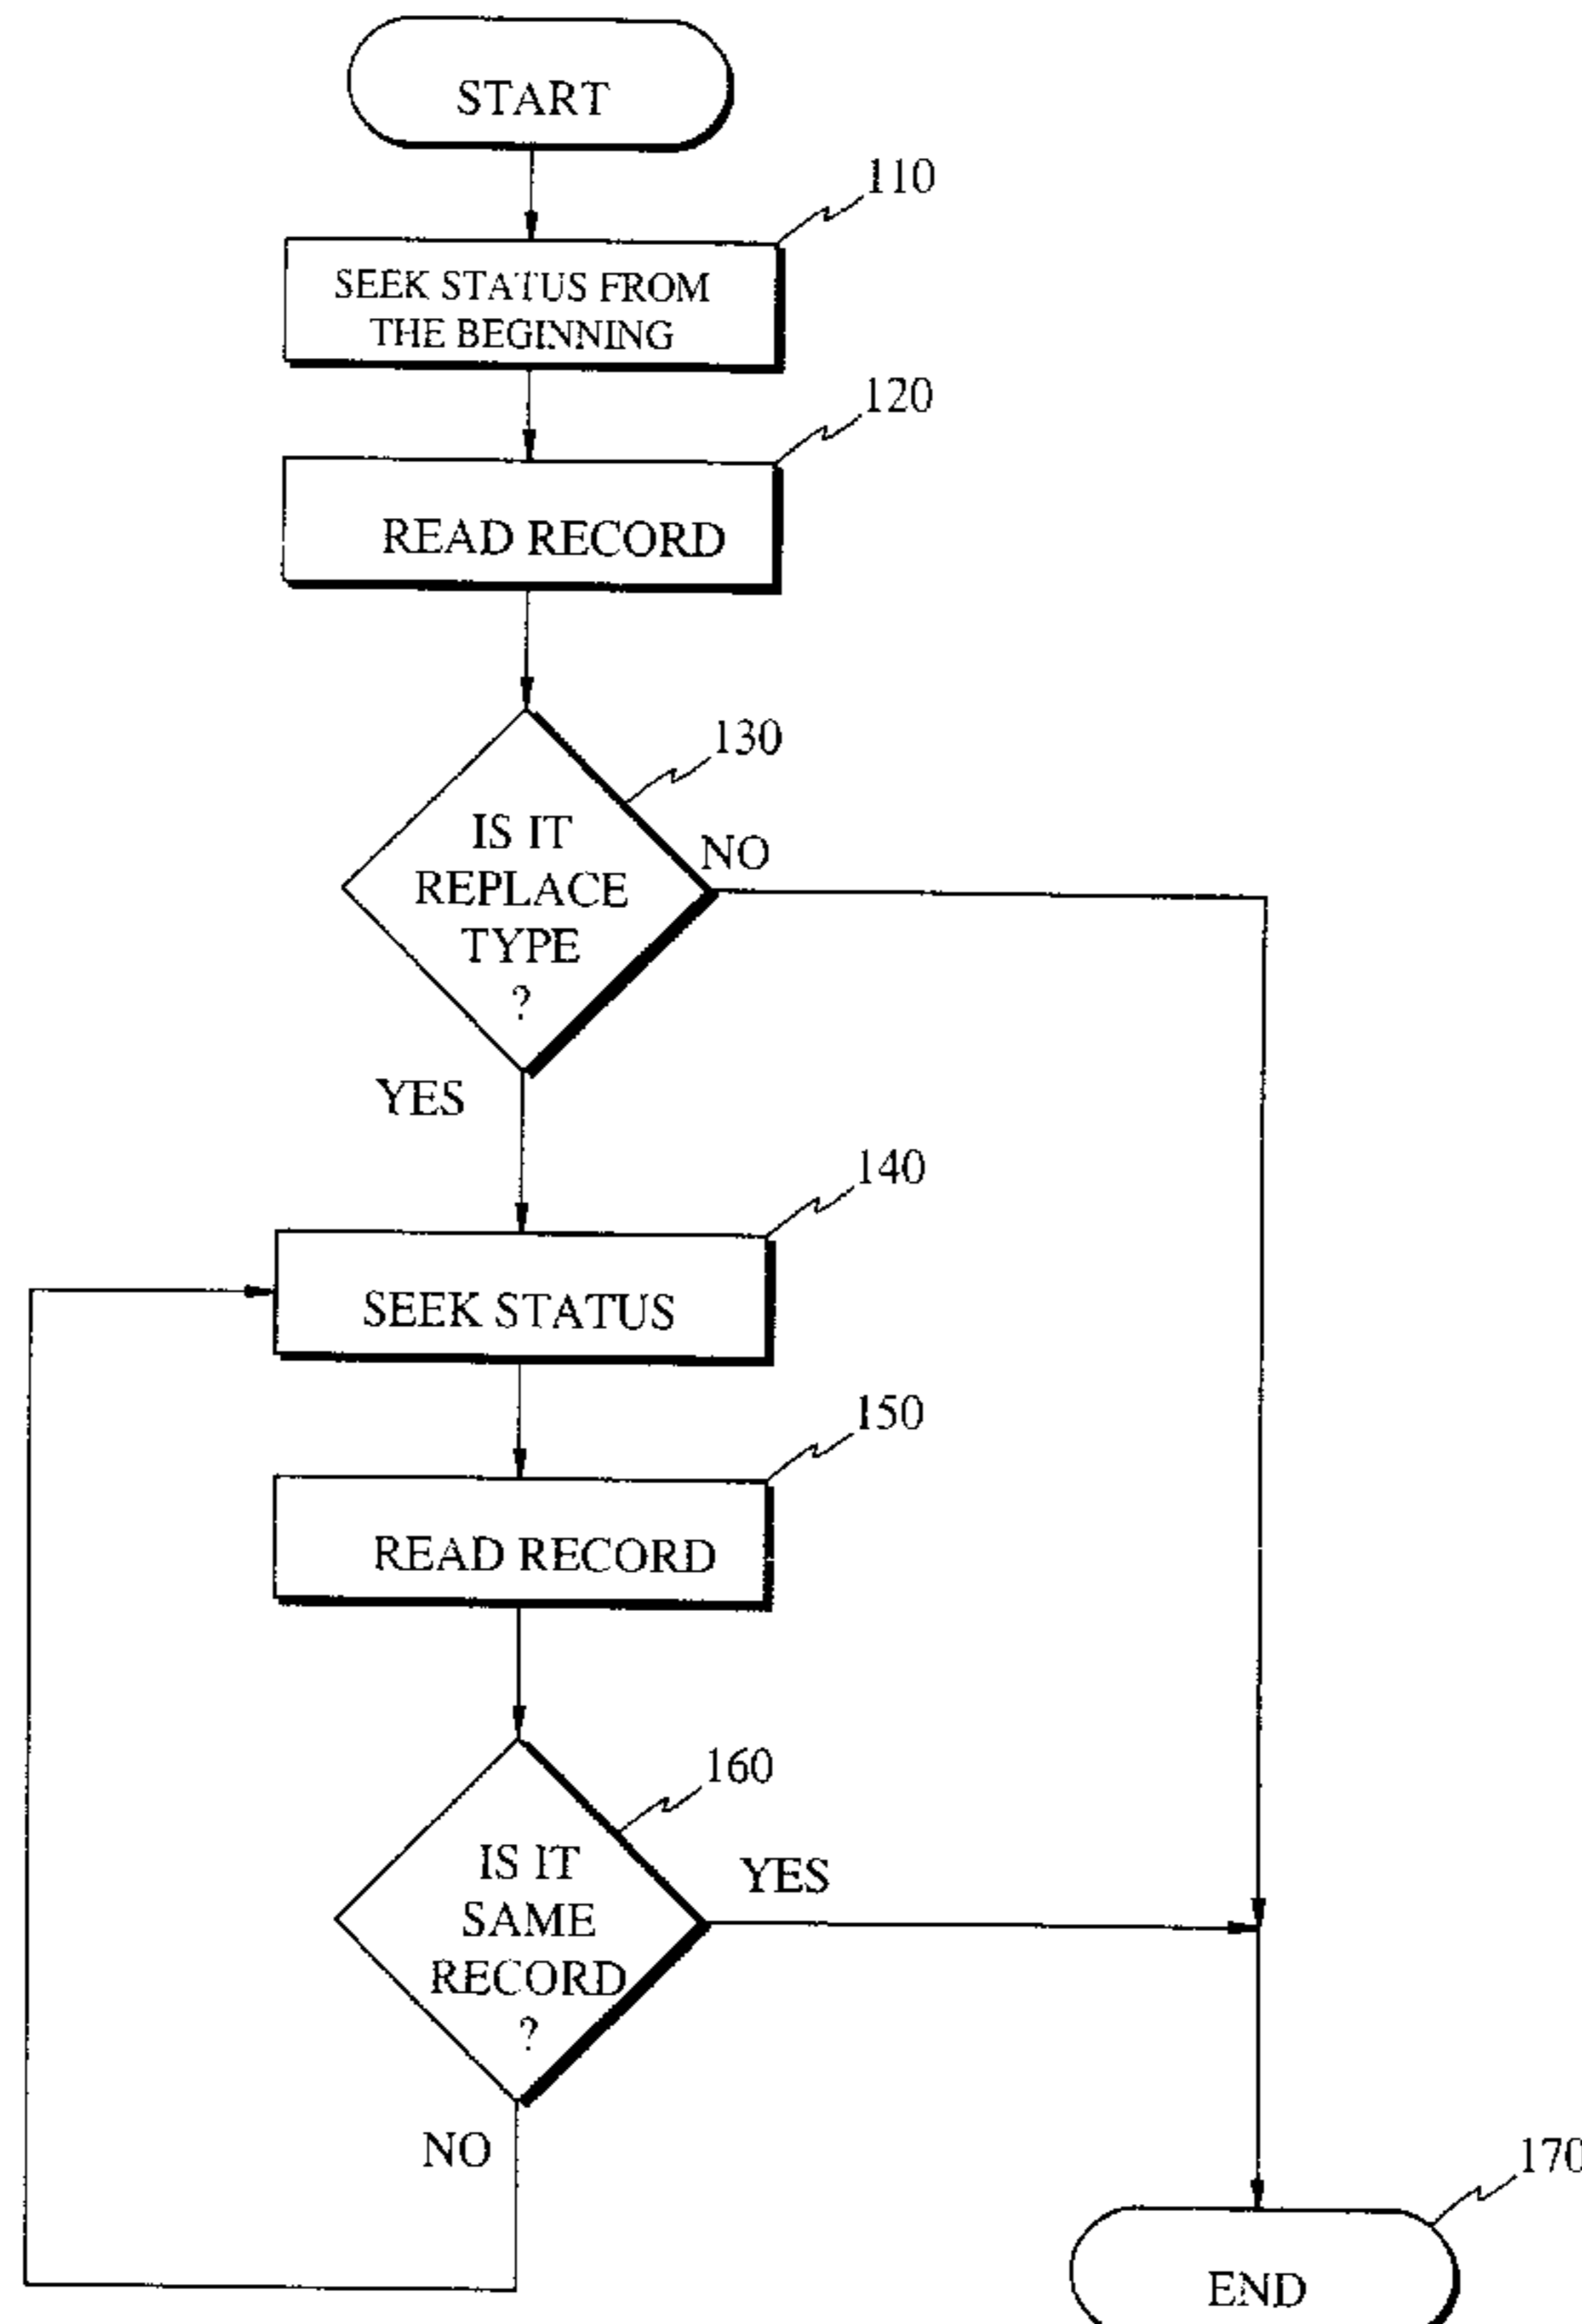 START
110
SEEK STATUS FROM
THE BEGINNING
120
READ RECORD
130
IS IT
REPLACE
TYPE
?
NO
YES
140
SEEK STATUS
150
READ RECORD
160
IS IT
SAME
RECORD
?
YES
NO
170
END